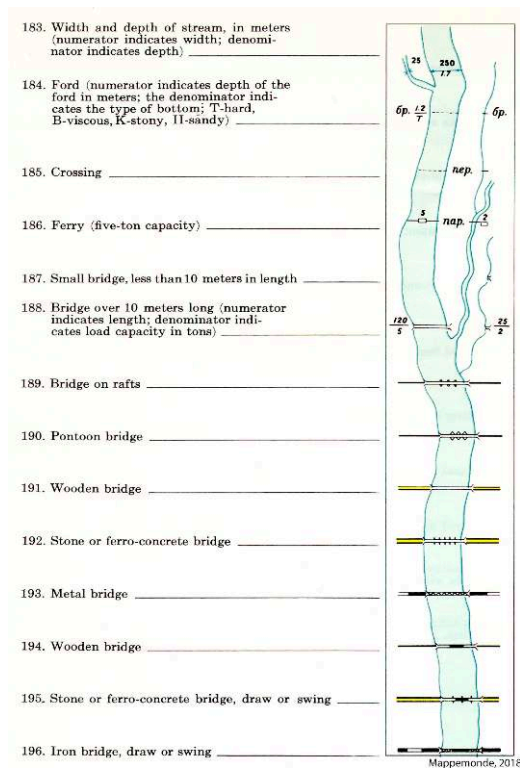 183. Width and depth of stream, in meters
(numerator indicates width; denomi-
nator indicates depth)
25
250
1.7
184. Ford (numerator indicates depth of the
ford in meters; the denominator indi-
cates the type of bottom; T-hard,
B-viscous, K-stony, П-sandy)
бр. 1.2
Т
бр.
185. Crossing
пер.
186. Ferry (five-ton capacity)
5
пар.
2
187. Small bridge, less than 10 meters in length
188. Bridge over 10 meters long (numerator
indicates length; denominator indi-
cates load capacity in tons)
120
5
25
2
189. Bridge on rafts
190. Pontoon bridge
191. Wooden bridge
192. Stone or ferro-concrete bridge
193. Metal bridge
194. Wooden bridge
195. Stone or ferro-concrete bridge, draw or swing
196. Iron bridge, draw or swing
Mappemonde, 2018